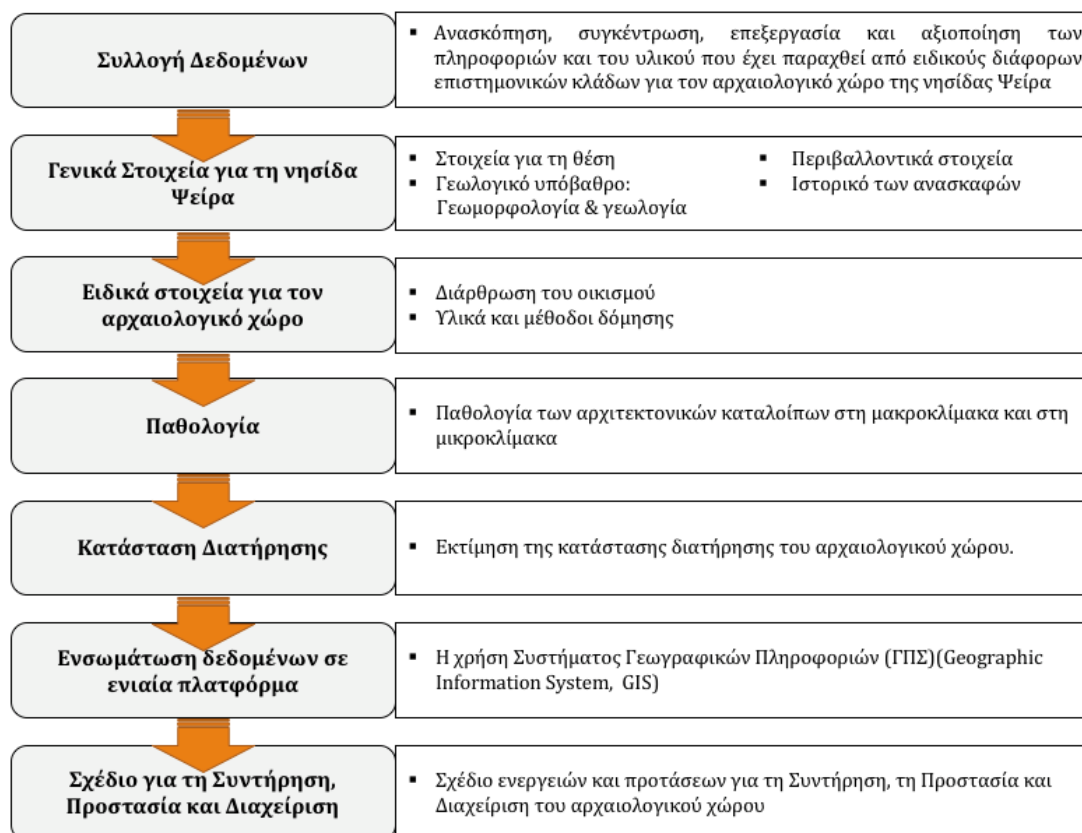 Συλλογή Δεδομένων
▪ Ανασκόπηση, συγκέντρωση, επεξεργασία και αξιοποίηση των
πληροφοριών και του υλικού που έχει παραχθεί από ειδικούς διάφορων
επιστημονικών κλάδων για τον αρχαιολογικό χώρο της νησίδας Ψείρα
Γενικά Στοιχεία για τη νησίδα
Ψείρα
▪ Στοιχεία για τη θέση
▪ Γεωλογικό υπόβαθρο:
Γεωμορφολογία & γεωλογία
▪ Περιβαλλοντικά στοιχεία
▪ Ιστορικό των ανασκαφών
Ειδικά στοιχεία για τον
αρχαιολογικό χώρο
▪ Διάρθρωση του οικισμού
▪ Υλικά και μέθοδοι δόμησης
Παθολογία
▪ Παθολογία των αρχιτεκτονικών καταλοίπων στη μακροκλίμακα και στη
μικροκλίμακα
Κατάσταση Διατήρησης
▪ Εκτίμηση της κατάστασης διατήρησης του αρχαιολογικού χώρου.
Ενσωμάτωση δεδομένων σε
ενιαία πλατφόρμα
▪ Η χρήση Συστήματος Γεωγραφικών Πληροφοριών (ΓΠΣ)(Geographic
Information System, GIS)
Σχέδιο για τη Συντήρηση,
Προστασία και Διαχείριση
▪ Σχέδιο ενεργειών και προτάσεων για τη Συντήρηση, τη Προστασία και
Διαχείριση του αρχαιολογικού χώρου